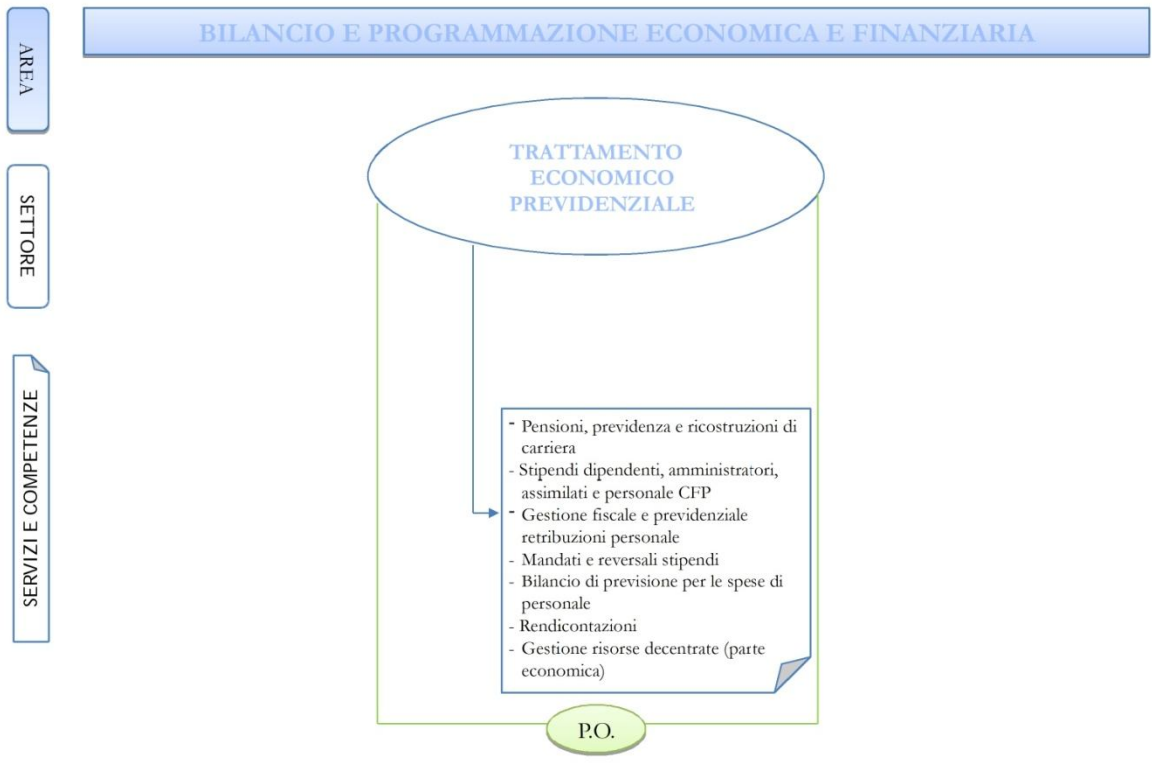 BILANCIO E PROGRAMMAZIONE ECONOMICA E FINANZIARIA
AREA
SETTORE
SERVIZI E COMPETENZE
TRATTAMENTO
ECONOMICO
PREVIDENZIALE
- Pensioni, previdenza e ricostruzioni di
carriera
- Stipendi dipendenti, amministratori,
assimilati e personale CFP
- Gestione fiscale e previdenziale
retribuzioni personale
- Mandati e reversali stipendi
- Bilancio di previsione per le spese di
personale
- Rendicontazioni
- Gestione risorse decentrate (parte
economica)
P.O.